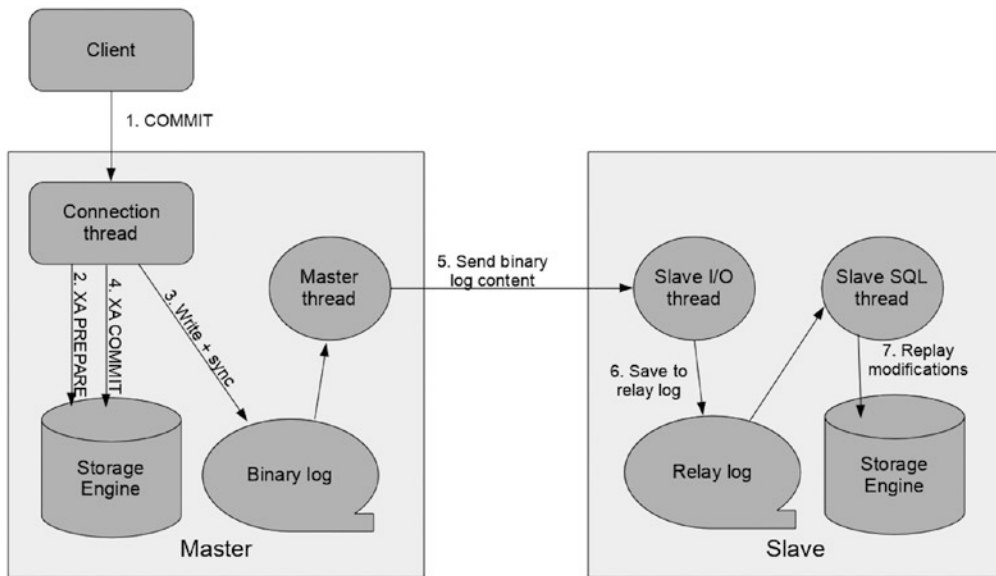 Client
1. COMMIT
Connection
thread
2. XA PREPARE
4. XA COMMIT
3. Write + sync
Master
thread
5. Send binary
log content
Slave I/O
thread
Slave SQL
thread
6. Save to
relay log
7. Replay
modifications
Storage
Engine
Binary log
Relay log
Storage
Engine
Master
Slave